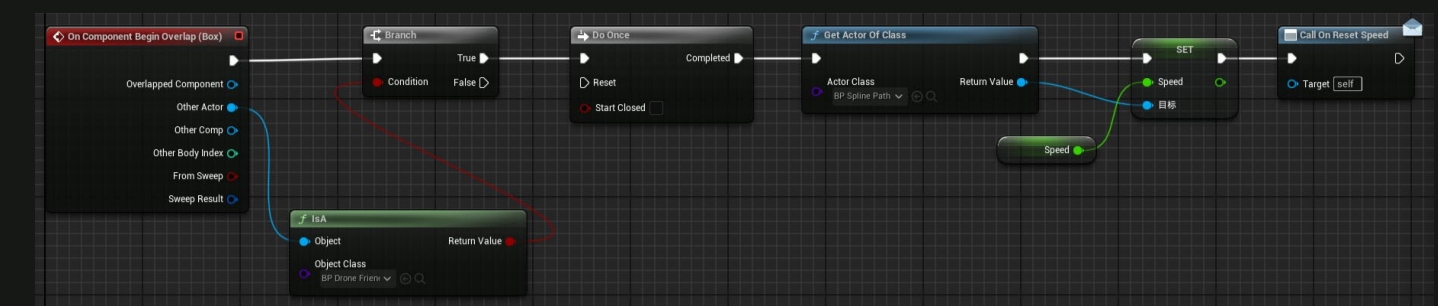 On Component Begin Overlap (Box)
Overlapped Component
Other Actor
Other Comp
Other Body Index
From Sweep
Sweep Result
Branch
Condition
True
False
IsA
Object
Object Class
BP Drone Frien
Return Value
Do Once
Reset
Start Closed
Completed
Get Actor Of Class
Actor Class
BP Spline Path
Return Value
Speed
SET
Speed
目标
Call On Reset Speed
Target self